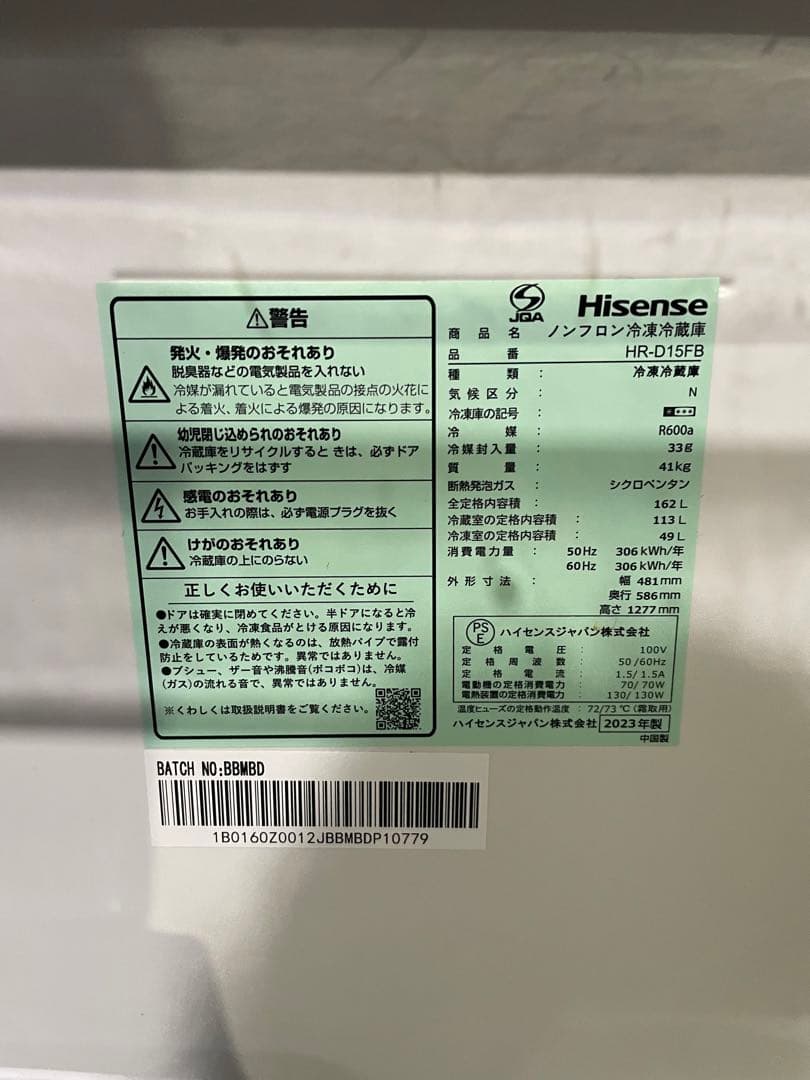 ⚠警告
発火・爆発のおそれあり
脱臭器などの電気製品を入れない
冷媒が漏れていると電気製品の接点の火花に
よる着火、着火による爆発の原因になります。
幼児閉じ込められのおそれあり
冷蔵庫をリサイクルすると きは、必ずドア
パッキングをはずす
感電のおそれあり
お手入れの際は、必ず電源プラグを抜く
けがのおそれあり
冷蔵庫の上にのらない
正しくお使いいただくために
●ドアは確実に閉めてください。半ドアになると冷
えが悪くなり、冷凍食品がとける原因になります。
●冷蔵庫の表面が熱くなるのは、放熱パイプで露付
防止をしているためです。異常ではありません。
●プシュー、ザー音や沸騰音(ボコボコ)は、冷媒
(ガス)の流れる音で、異常ではありません。
※くわしくは取扱説明書をご覧ください。
JQA Hisense
商品名 ノンフロン冷凍冷蔵庫
品番 HR-D15FB
種類: 冷凍冷蔵庫
気候区分: N
冷凍庫の記号:
冷媒: R600a
冷媒封入量: 33g
質量: 41kg
断熱発泡ガス: シクロペンタン
全定格内容積: 162L
冷蔵室の定格内容積: 113L
冷凍室の定格内容積: 49L
消費電力量: 50Hz 306kWh/年
60Hz 306kWh/年
外形寸法: 幅 481mm
奥行 586mm
高さ 1277mm
PSE ハイセンスジャパン株式会社
定格電圧: 100V
定格周波数: 50/60Hz
定格電流: 1.5/1.5A
電動機の定格消費電力: 70/70W
電熱装置の定格消費電力: 130/130W
温度ヒューズの定格動作温度:72/73℃(霜取用)
ハイセンスジャパン株式会社 2023年製
中国製
BATCH NO:BBMBD
1B0160Z0012JBBMBDP10779